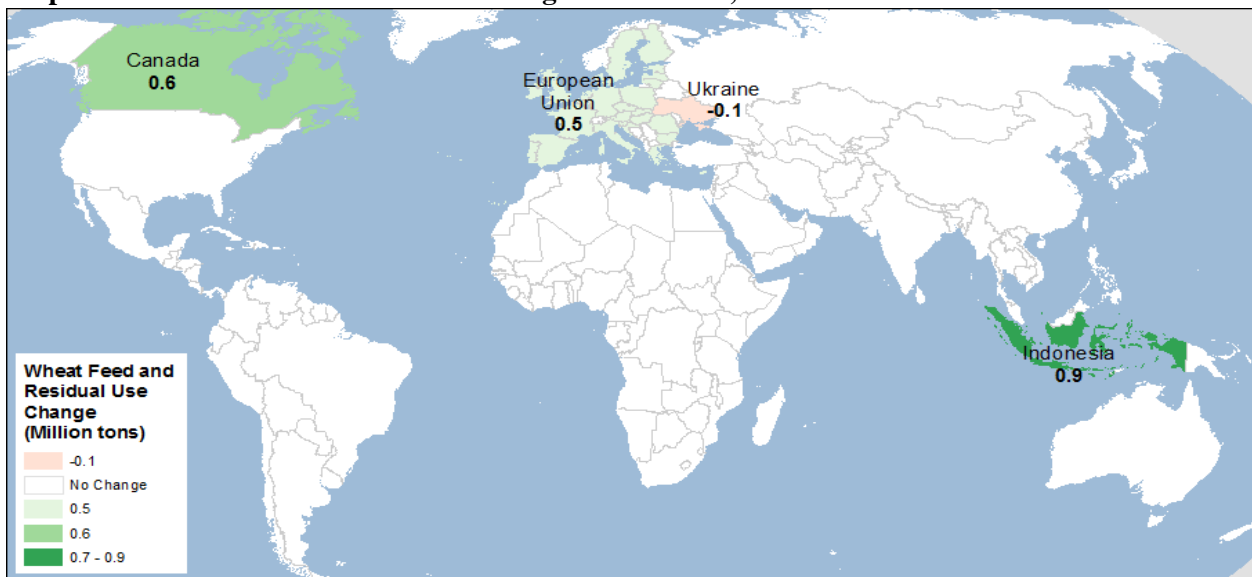 Canada
0.6
European
Union
0.5
Ukraine
-0.1
Indonesia
0.9
Wheat Feed and
Residual Use
Change
(Million tons)
-0.1
No Change
0.5
0.6
0.7 - 0.9